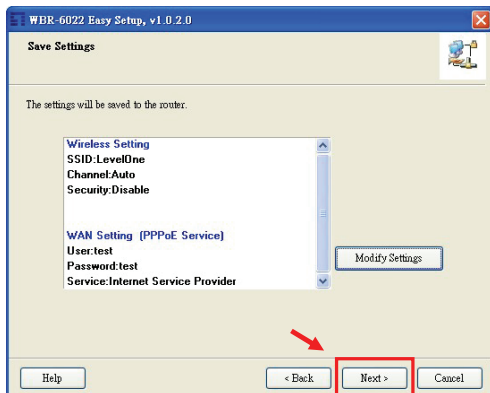 WBR-6022 Easy Setup, v1.0.2.0
Save Settings
The settings will be saved to the router.
Wireless Setting
SSID:LevelOne
Channel:Auto
Security:Disable
WAN Setting (PPPoE Service)
User:test
Password:test
Service:Internet Service Provider
Modify Settings
Help
< Back
Next >
Cancel